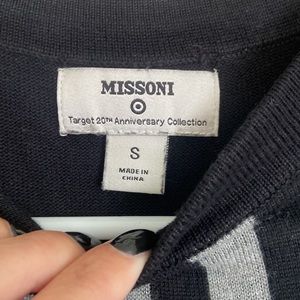 MISSONI
Target 20TH Anniversary Collection
S
MADE IN
CHINA